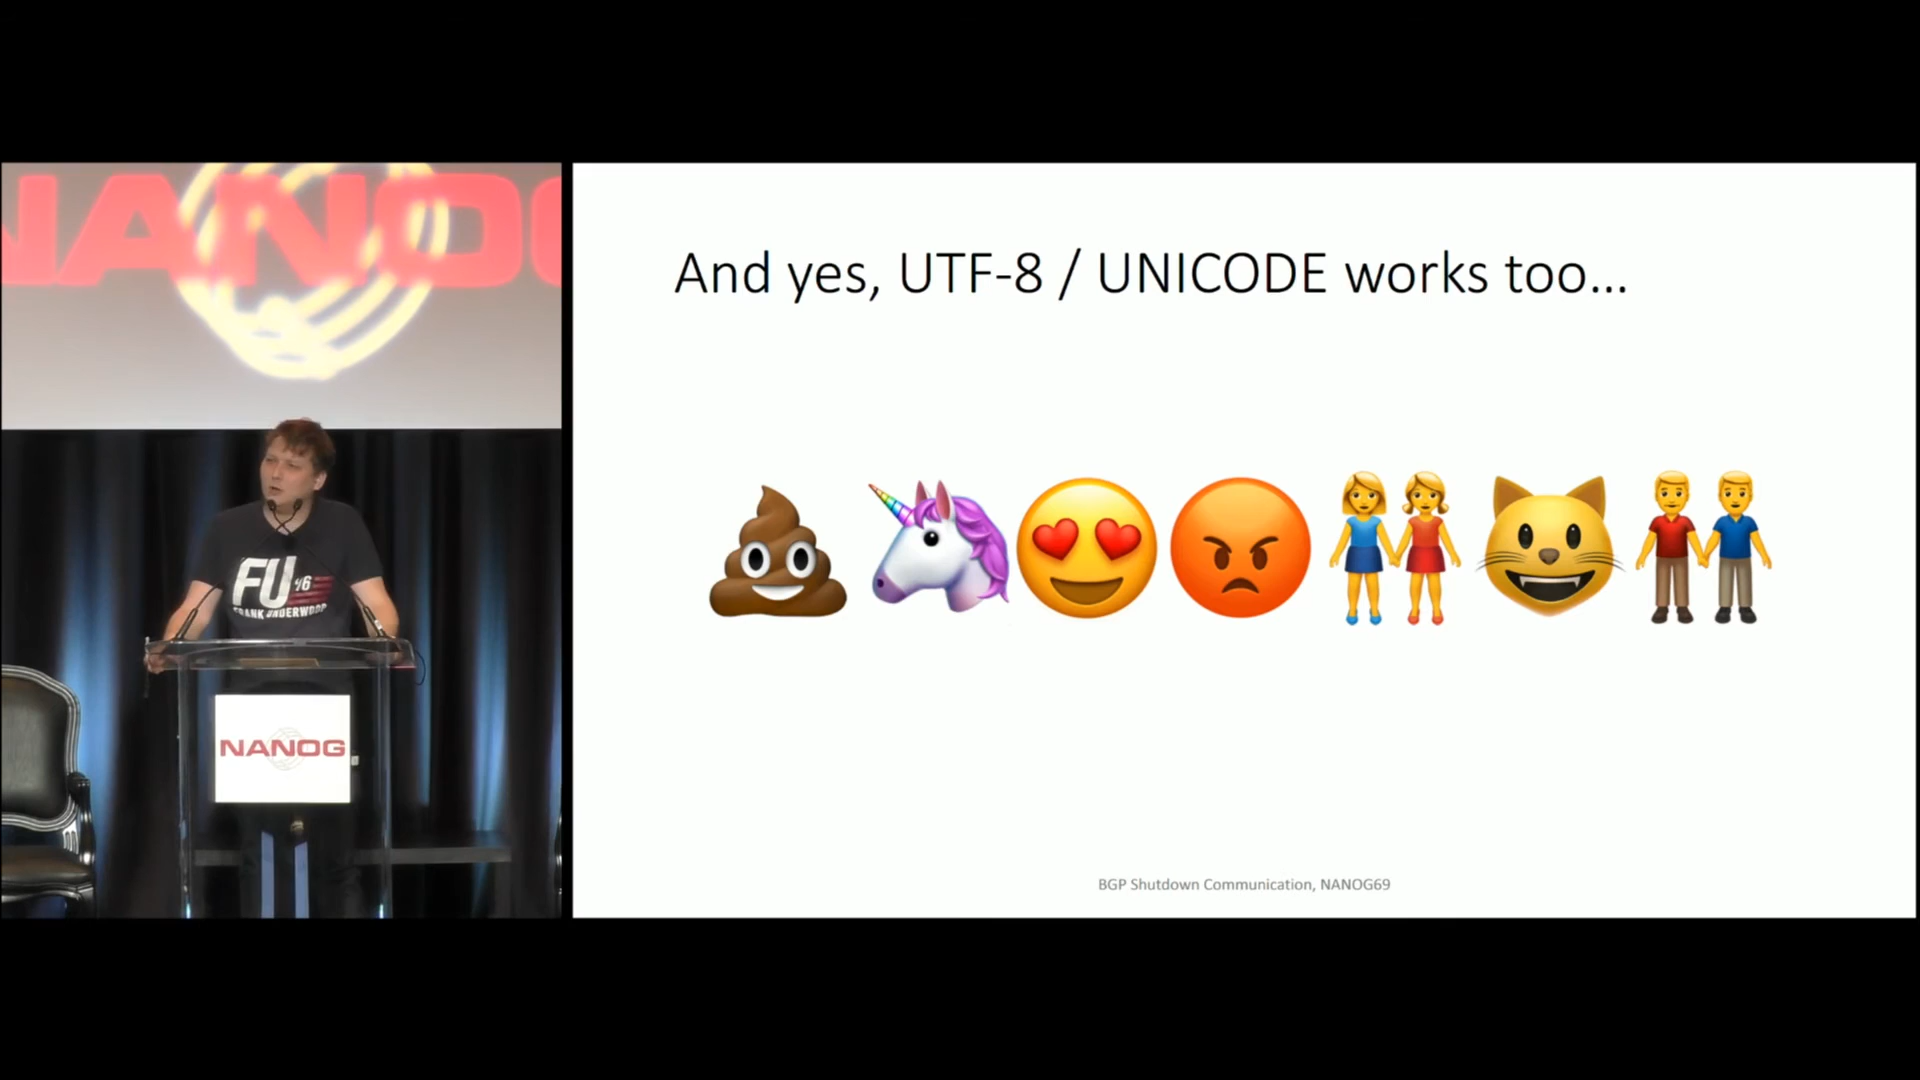 NANOG
FU '16
FRANK UNDERWOOD
NANOG
And yes, UTF-8 / UNICODE works too...
BGP Shutdown Communication, NANOG69